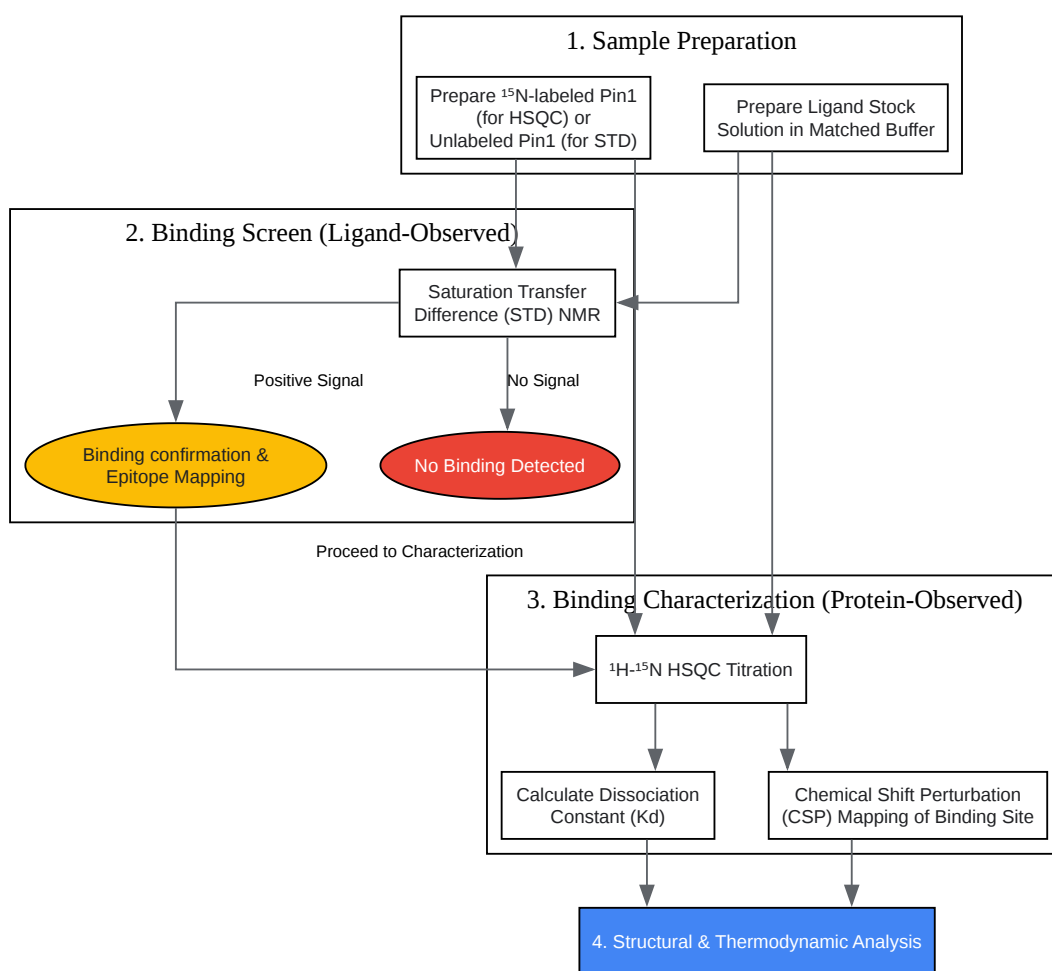 1. Sample Preparation
Prepare ¹⁵N-labeled Pin1
(for HSQC) or
Unlabeled Pin1 (for STD)
Prepare Ligand Stock
Solution in Matched Buffer
2. Binding Screen (Ligand-Observed)
Saturation Transfer
Difference (STD) NMR
Positive Signal
No Signal
Binding confirmation &
Epitope Mapping
No Binding Detected
Proceed to Characterization
3. Binding Characterization (Protein-Observed)
¹H-¹⁵N HSQC Titration
Calculate Dissociation
Constant (Kd)
Chemical Shift Perturbation
(CSP) Mapping of Binding Site
4. Structural & Thermodynamic Analysis